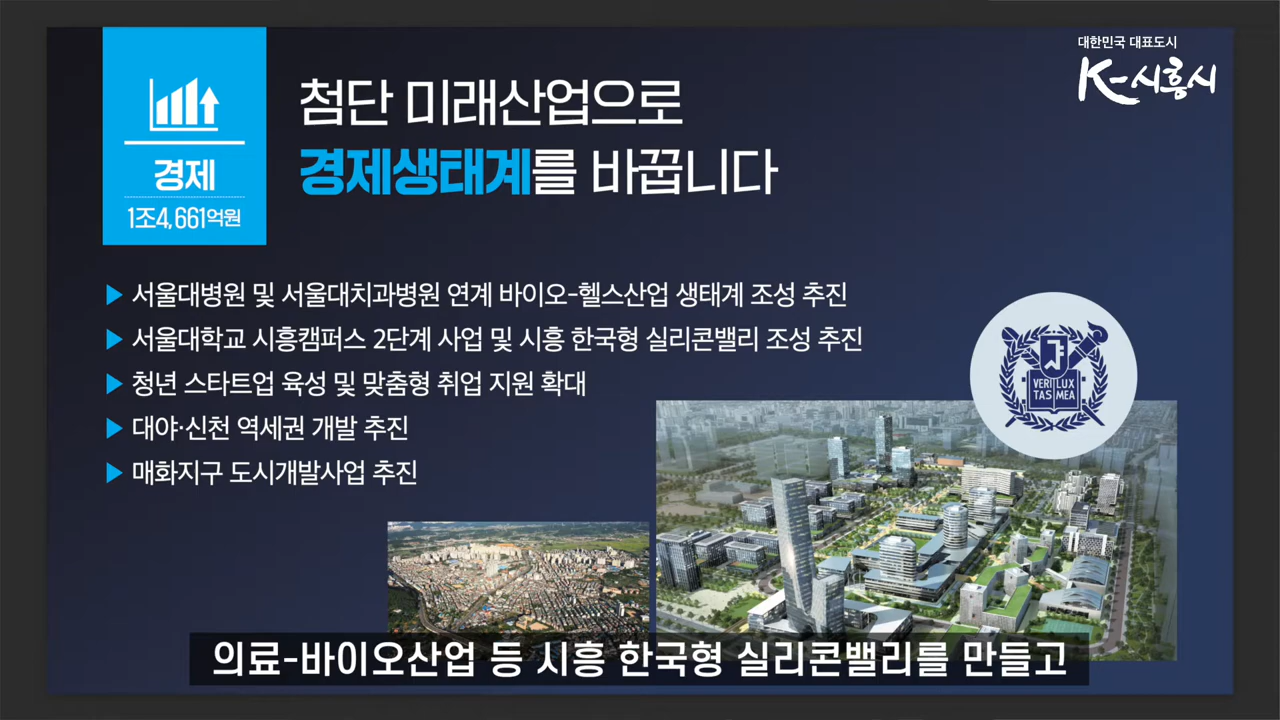 대한민국 대표도시
K-시흥시
경제
1조4,661억원
첨단 미래산업으로
경제생태계를 바꿉니다
▶ 서울대병원 및 서울대치과병원 연계 바이오-헬스산업 생태계 조성 추진
▶ 서울대학교 시흥캠퍼스 2단계 사업 및 시흥 한국형 실리콘밸리 조성 추진
▶ 청년 스타트업 육성 및 맞춤형 취업 지원 확대
▶ 대야·신천 역세권 개발 추진
▶ 매화지구 도시개발사업 추진
VERI LUX
TAS MEA
의료-바이오산업 등 시흥 한국형 실리콘밸리를 만들고